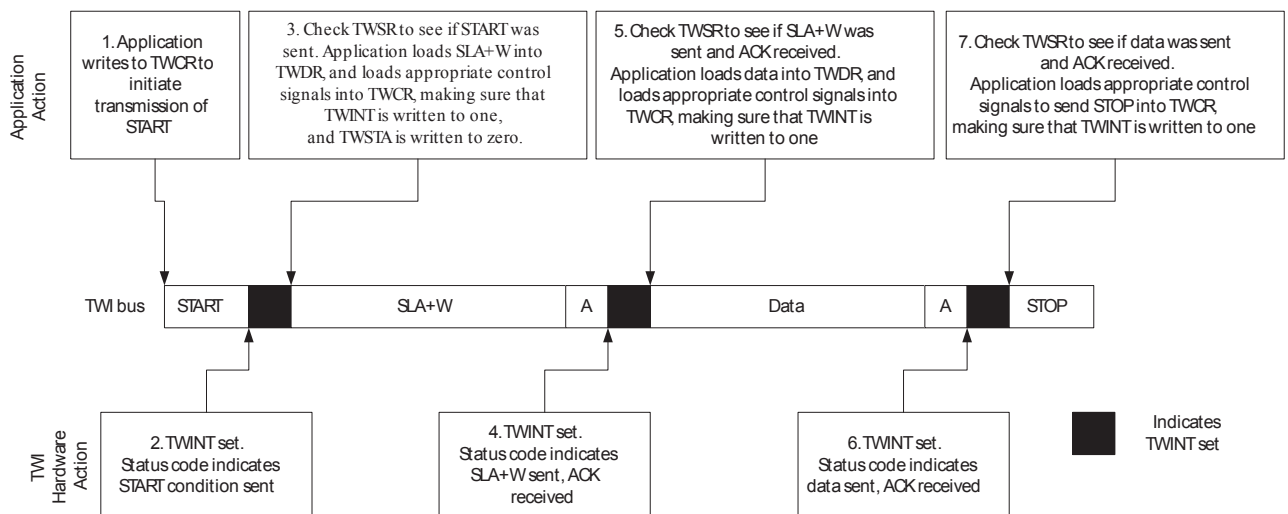 Application
Action
1. Application
writes to TWCR to
initiate
transmission of
START
3. Check TWSR to see if START was
sent. Application loads SLA+W into
TWDR, and loads appropriate control
signals into TWCR, making sure that
TWINT is written to one,
and TWSTA is written to zero.
5. Check TWSR to see if SLA+W was
sent and ACK received.
Application loads data into TWDR, and
loads appropriate control signals into
TWCR, making sure that TWINT is
written to one
7. Check TWSR to see if data was sent
and ACK received.
Application loads appropriate control
signals to send STOP into TWCR,
making sure that TWINT is written to one
TWI bus
START
SLA+W
A
Data
A
STOP
TWI
Hardware
Action
2. TWINT set.
Status code indicates
START condition sent
4. TWINT set.
Status code indicates
SLA+W sent, ACK
received
6. TWINT set.
Status code indicates
data sent, ACK received
Indicates
TWINT set